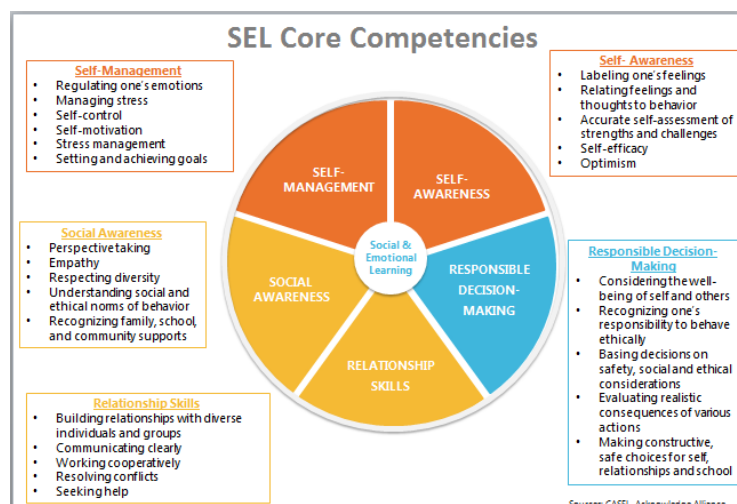 SEL Core Competencies
Self-Management
• Regulating one's emotions
• Managing stress
• Self-control
• Self-motivation
• Stress management
• Setting and achieving goals
Self- Awareness
• Labeling one's feelings
• Relating feelings and
thoughts to behavior
• Accurate self-assessment of
strengths and challenges
• Self-efficacy
• Optimism
SELF-
MANAGEMENT
SELF-
AWARENESS
Social &
Emotional
Learning
SOCIAL
AWARENESS
RESPONSIBLE
DECISION-
MAKING
RELATIONSHIP
SKILLS
Social Awareness
• Perspective taking
• Empathy
• Respecting diversity
• Understanding social and
ethical norms of behavior
• Recognizing family, school,
and community supports
Responsible Decision-
Making
• Considering the well-
being of self and others
• Recognizing one's
responsibility to behave
ethically
• Basing decisions on
safety, social and ethical
considerations
• Evaluating realistic
consequences of various
actions
• Making constructive,
safe choices for self,
relationships and school
Relationship Skills
• Building relationships with diverse
individuals and groups
• Communicating clearly
• Working cooperatively
• Resolving conflicts
• Seeking help